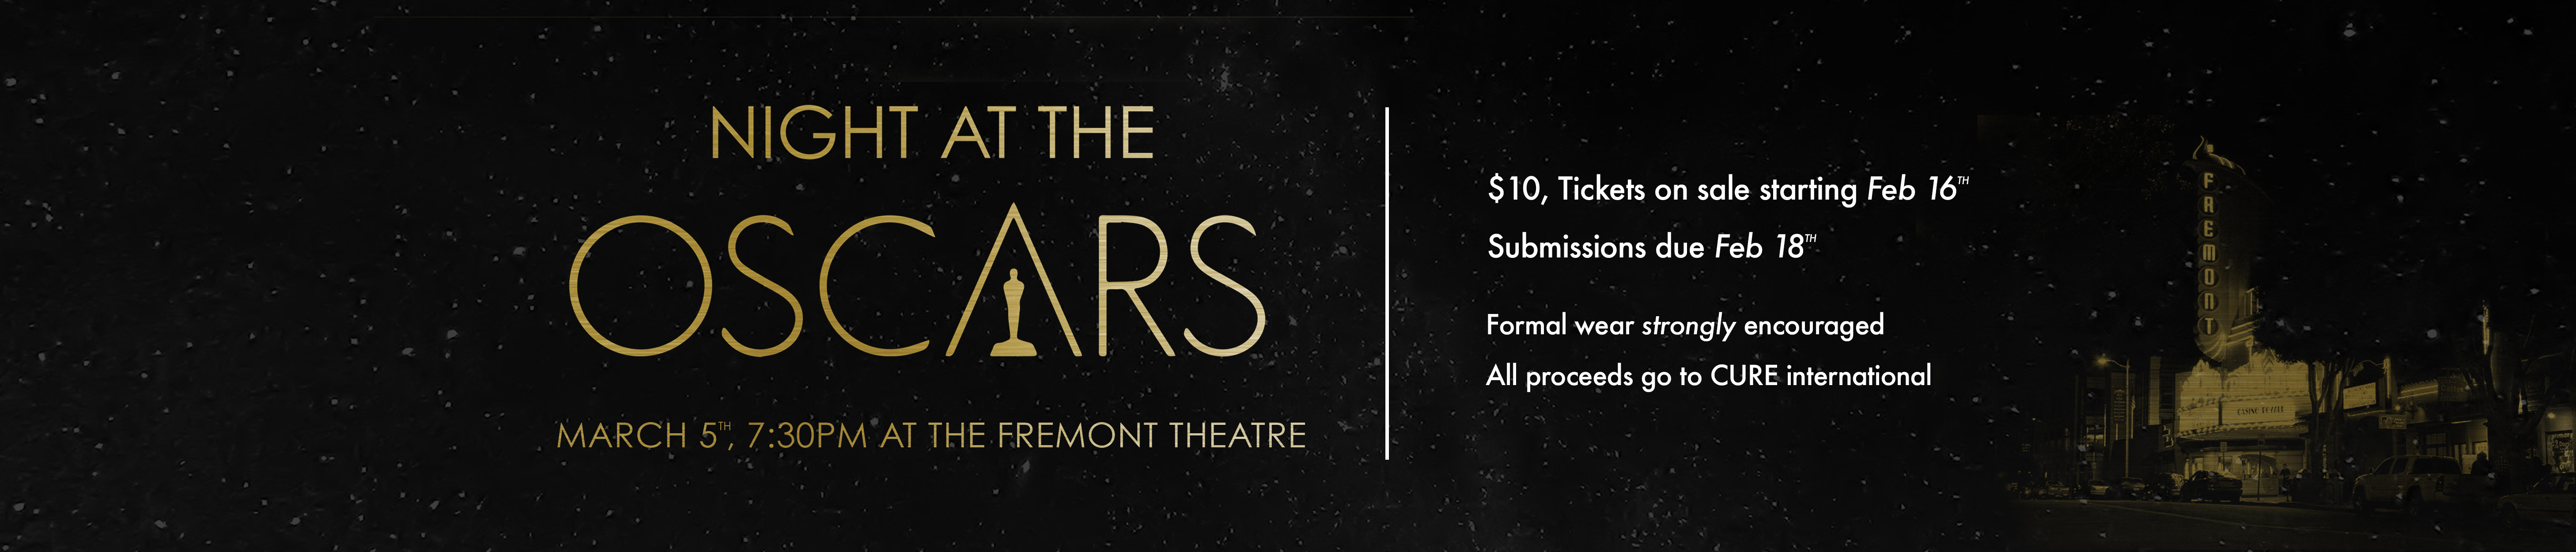 NIGHT AT THE
OSCARS
MARCH 5TH, 7:30PM AT THE FREMONT THEATRE
$10, Tickets on sale starting Feb 16TH
Submissions due Feb 18TH
Formal wear strongly encouraged
All proceeds go to CURE international
FREMONT